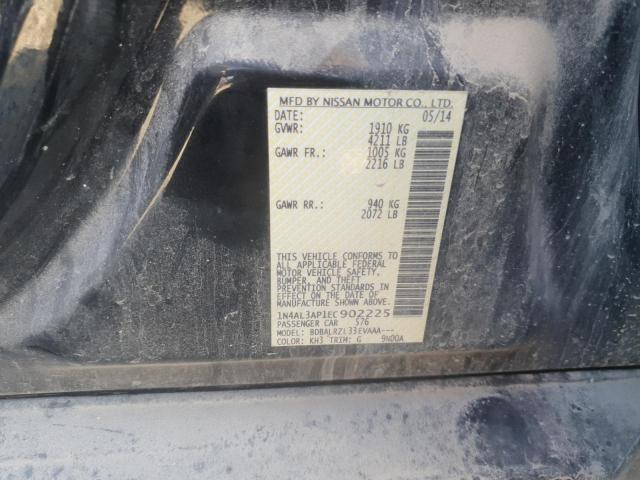 MFD BY NISSAN MOTOR CO., LTD.
DATE: 05/14
GVWR: 1910 KG
4211 LB
GAWR FR.: 1005 KG
2216 LB
GAWR RR.: 940 KG
2072 LB
THIS VEHICLE CONFORMS TO
ALL APPLICABLE FEDERAL
MOTOR VEHICLE SAFETY,
BUMPER, AND THEFT
PREVENTION STANDARDS IN
EFFECT ON THE DATE OF
MANUFACTURE SHOWN ABOVE.
1N4AL3AP1EC902225
PASSENGER CAR 576
MODEL: BDBALRZL33EVAAA---
COLOR: KH3 TRIM: G 9N00A